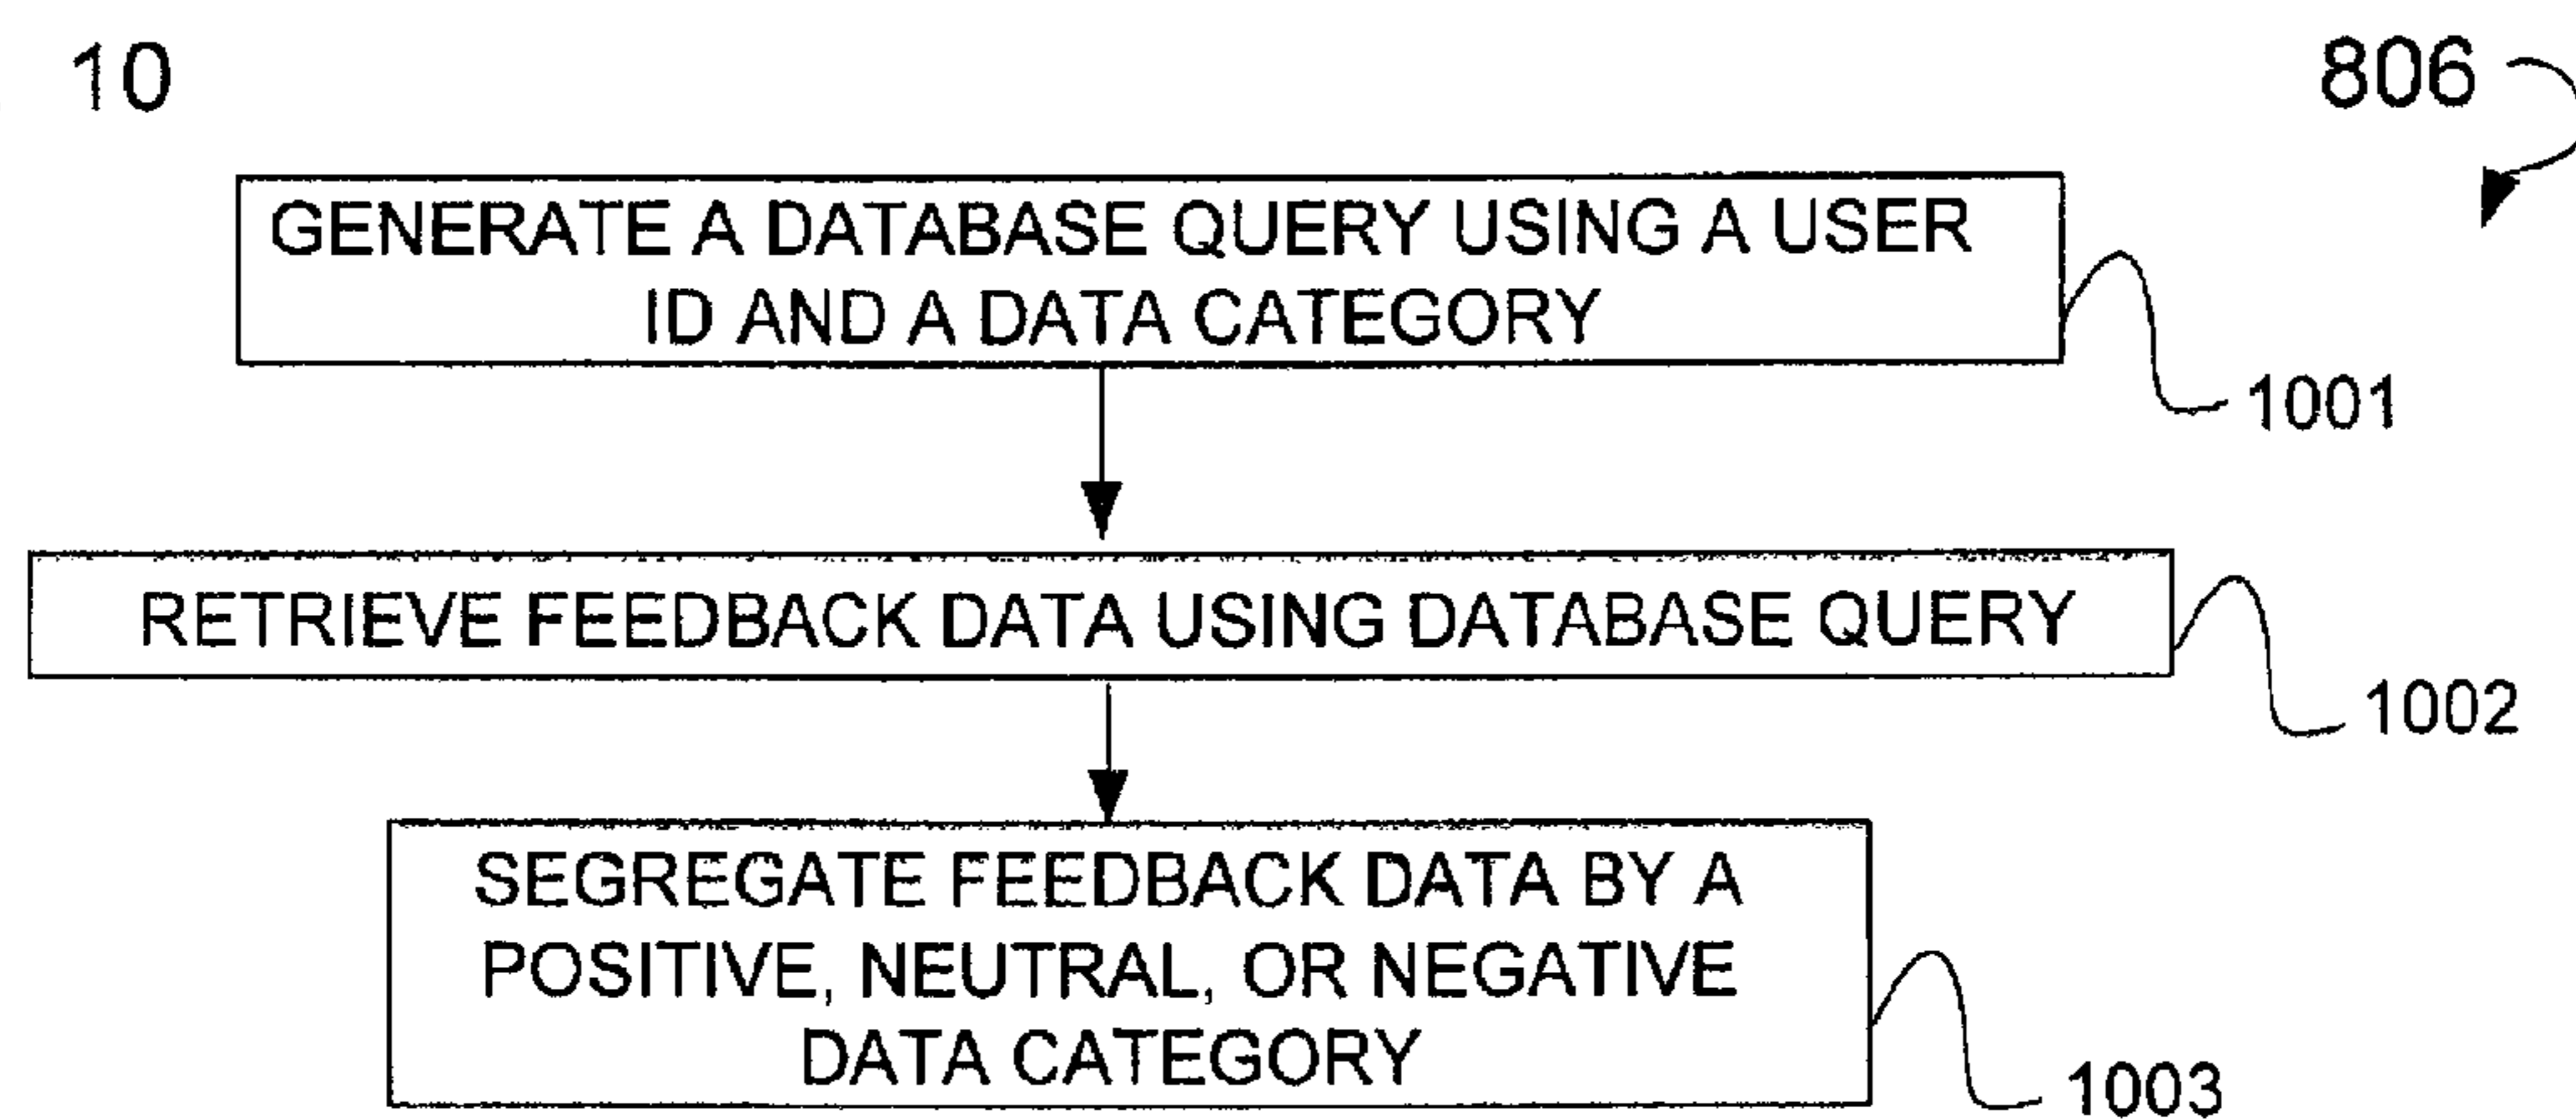 10
806
GENERATE A DATABASE QUERY USING A USER
ID AND A DATA CATEGORY
1001
RETRIEVE FEEDBACK DATA USING DATABASE QUERY
1002
SEGREGATE FEEDBACK DATA BY A
POSITIVE, NEUTRAL, OR NEGATIVE
DATA CATEGORY
1003